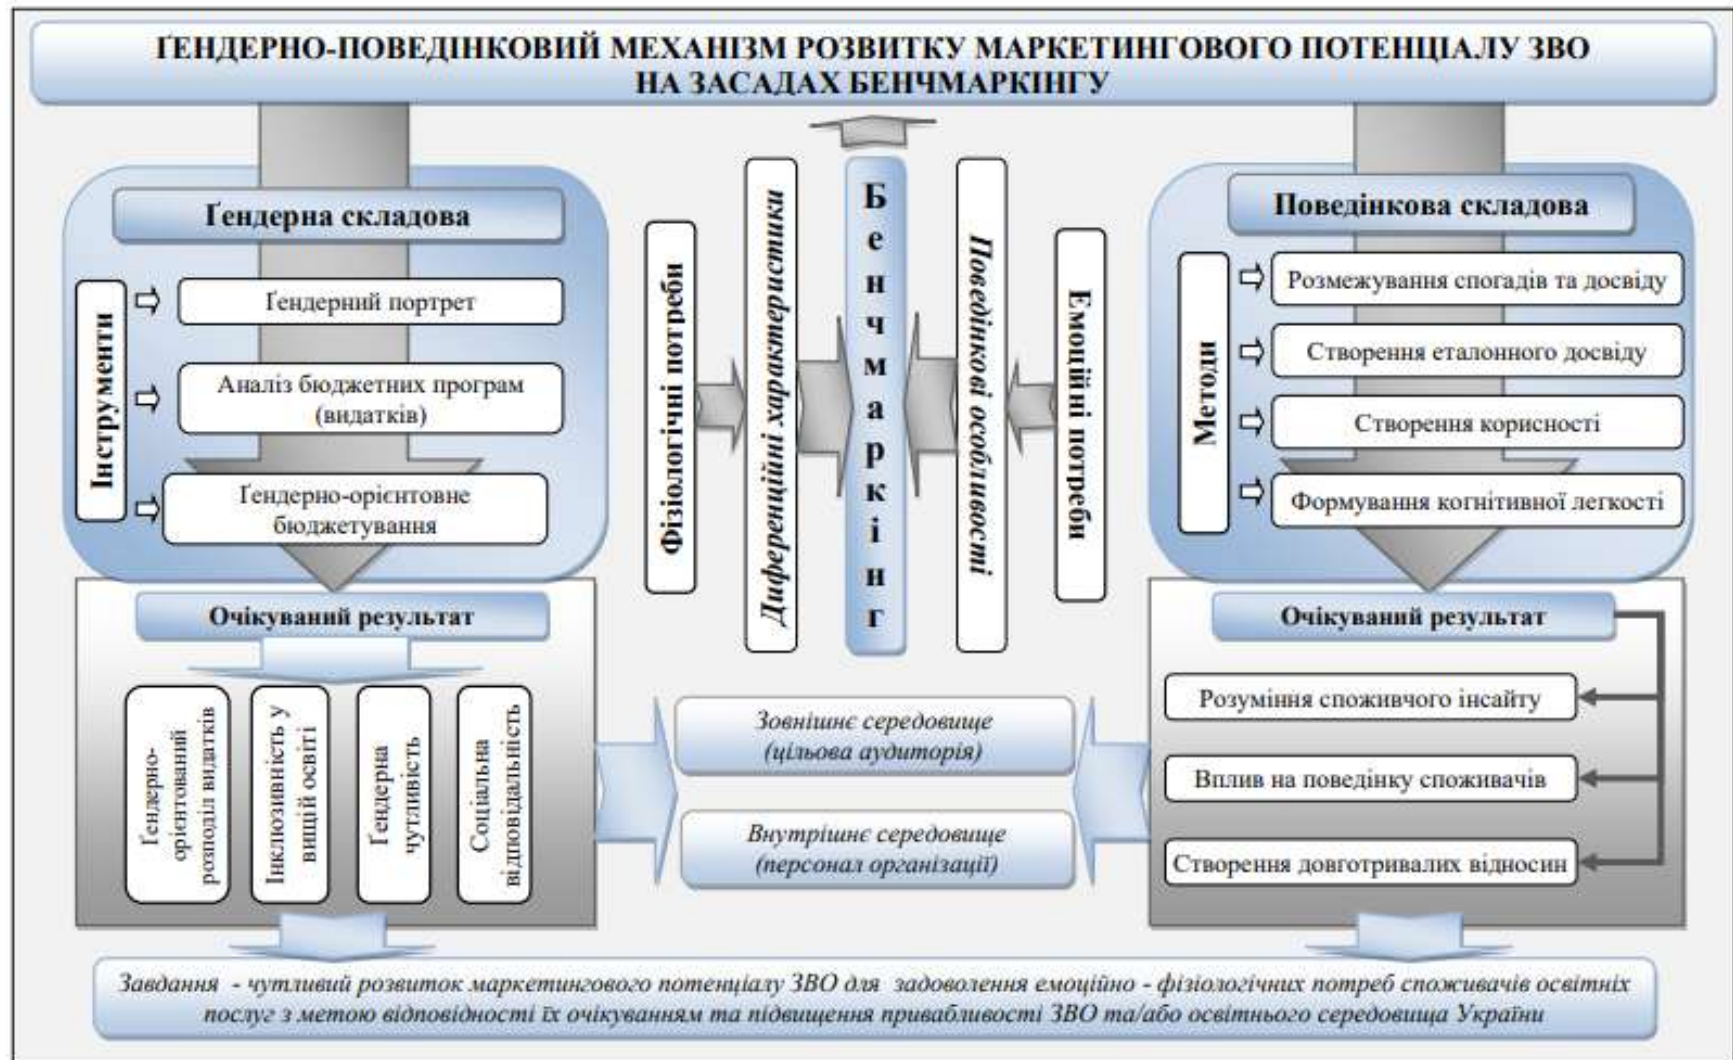 ҐЕНДЕРНО-ПОВЕДІНКОВИЙ МЕХАНІЗМ РОЗВИТКУ МАРКЕТИНГОВОГО ПОТЕНЦІАЛУ ЗВО
НА ЗАСАДАХ БЕНЧМАРКІНГУ
Ґендерна складова
Інструменти
Ґендерний портрет
Аналіз бюджетних програм
(видатків)
Ґендерно-орієнтовне
бюджетування
Фізіологічні потреби
Диференційні характеристики
Бенчмаркінг
Поведінкові особливості
Емоційні потреби
Поведінкова складова
Методи
Розмежування спогадів та досвіду
Створення еталонного досвіду
Створення корисності
Формування когнітивної легкості
Очікуваний результат
Ґендерно-
орієнтований
розподіл видатків
Інклюзивність у
вищій освіті
Ґендерна
чутливість
Соціальна
відповідальність
Зовнішнє середовище
(цільова аудиторія)
Внутрішнє середовище
(персонал організації)
Очікуваний результат
Розуміння споживчого інсайту
Вплив на поведінку споживачів
Створення довготривалих відносин
Завдання - чутливий розвиток маркетингового потенціалу ЗВО для задоволення емоційно - фізіологічних потреб споживачів освітніх
послуг з метою відповідності їх очікуванням та підвищення привабливості ЗВО та/або освітнього середовища України